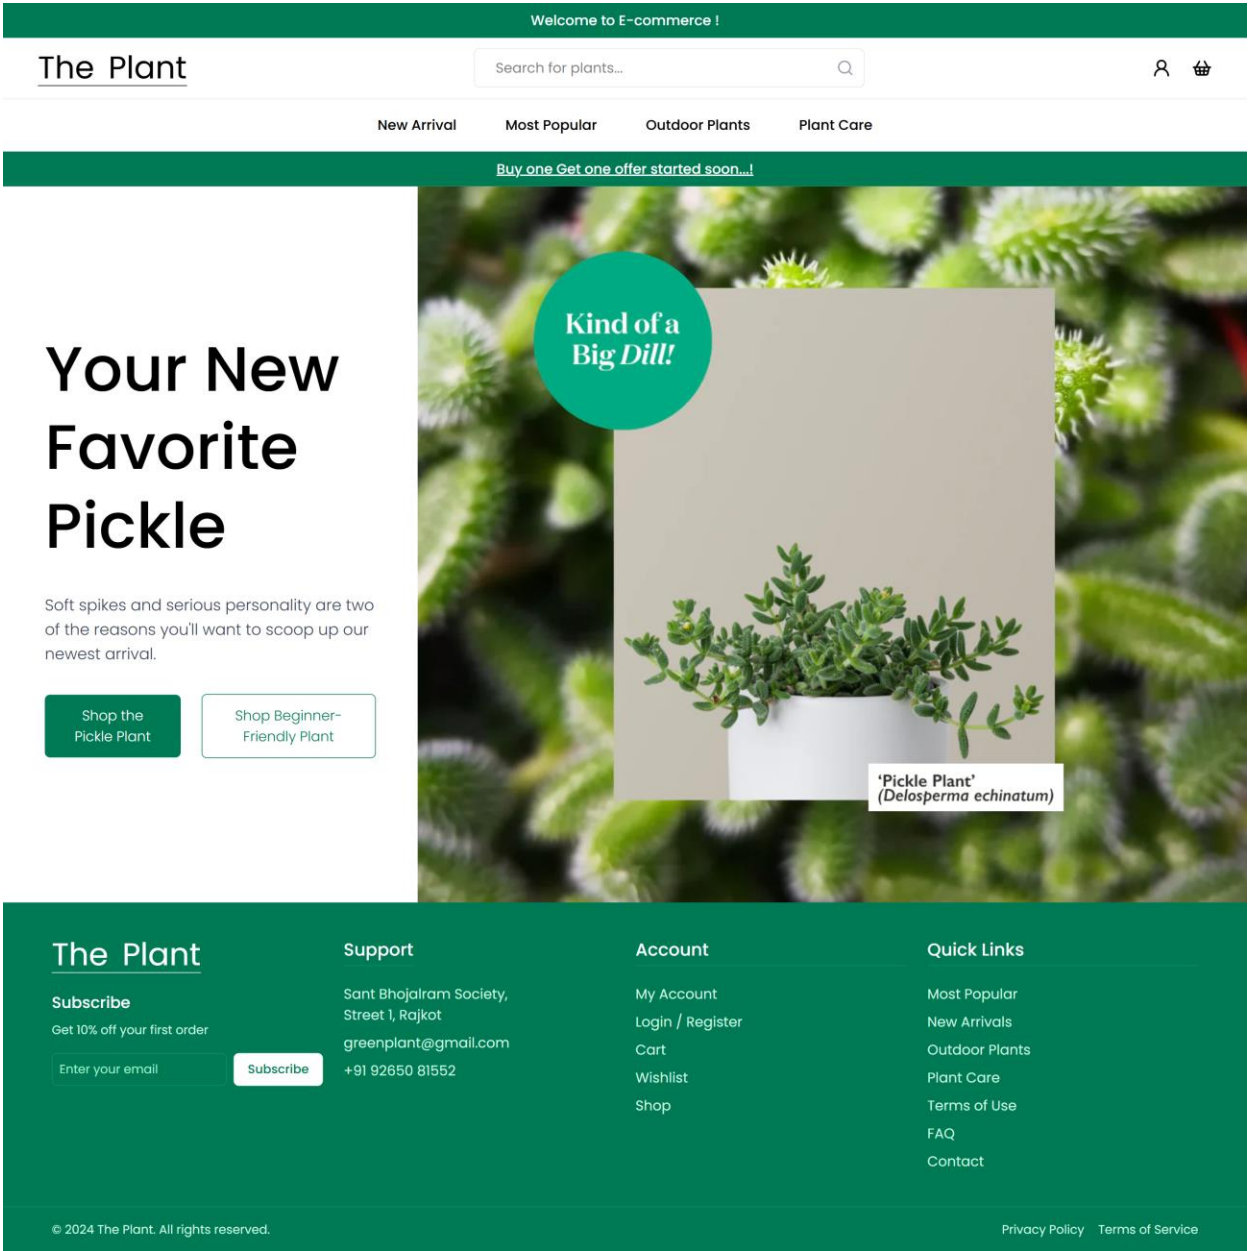 Welcome to E-commerce !
The Plant
Search for plants...
New Arrival
Most Popular
Outdoor Plants
Plant Care
Buy one Get one offer started soon...!
Your New
Favorite
Pickle
Soft spikes and serious personality are two
of the reasons you'll want to scoop up our
newest arrival.
Shop the
Pickle Plant
Shop Beginner-
Friendly Plant
Kind of a
Big Dill!
‘Pickle Plant’
(Delosperma echinatum)
The Plant
Subscribe
Get 10% off your first order
Enter your email
Subscribe
Support
Sant Bhojalram Society,
Street 1, Rajkot
greenplant@gmail.com
+91 92650 81552
Account
My Account
Login / Register
Cart
Wishlist
Shop
Quick Links
Most Popular
New Arrivals
Outdoor Plants
Plant Care
Terms of Use
FAQ
Contact
© 2024 The Plant. All rights reserved.
Privacy Policy
Terms of Service